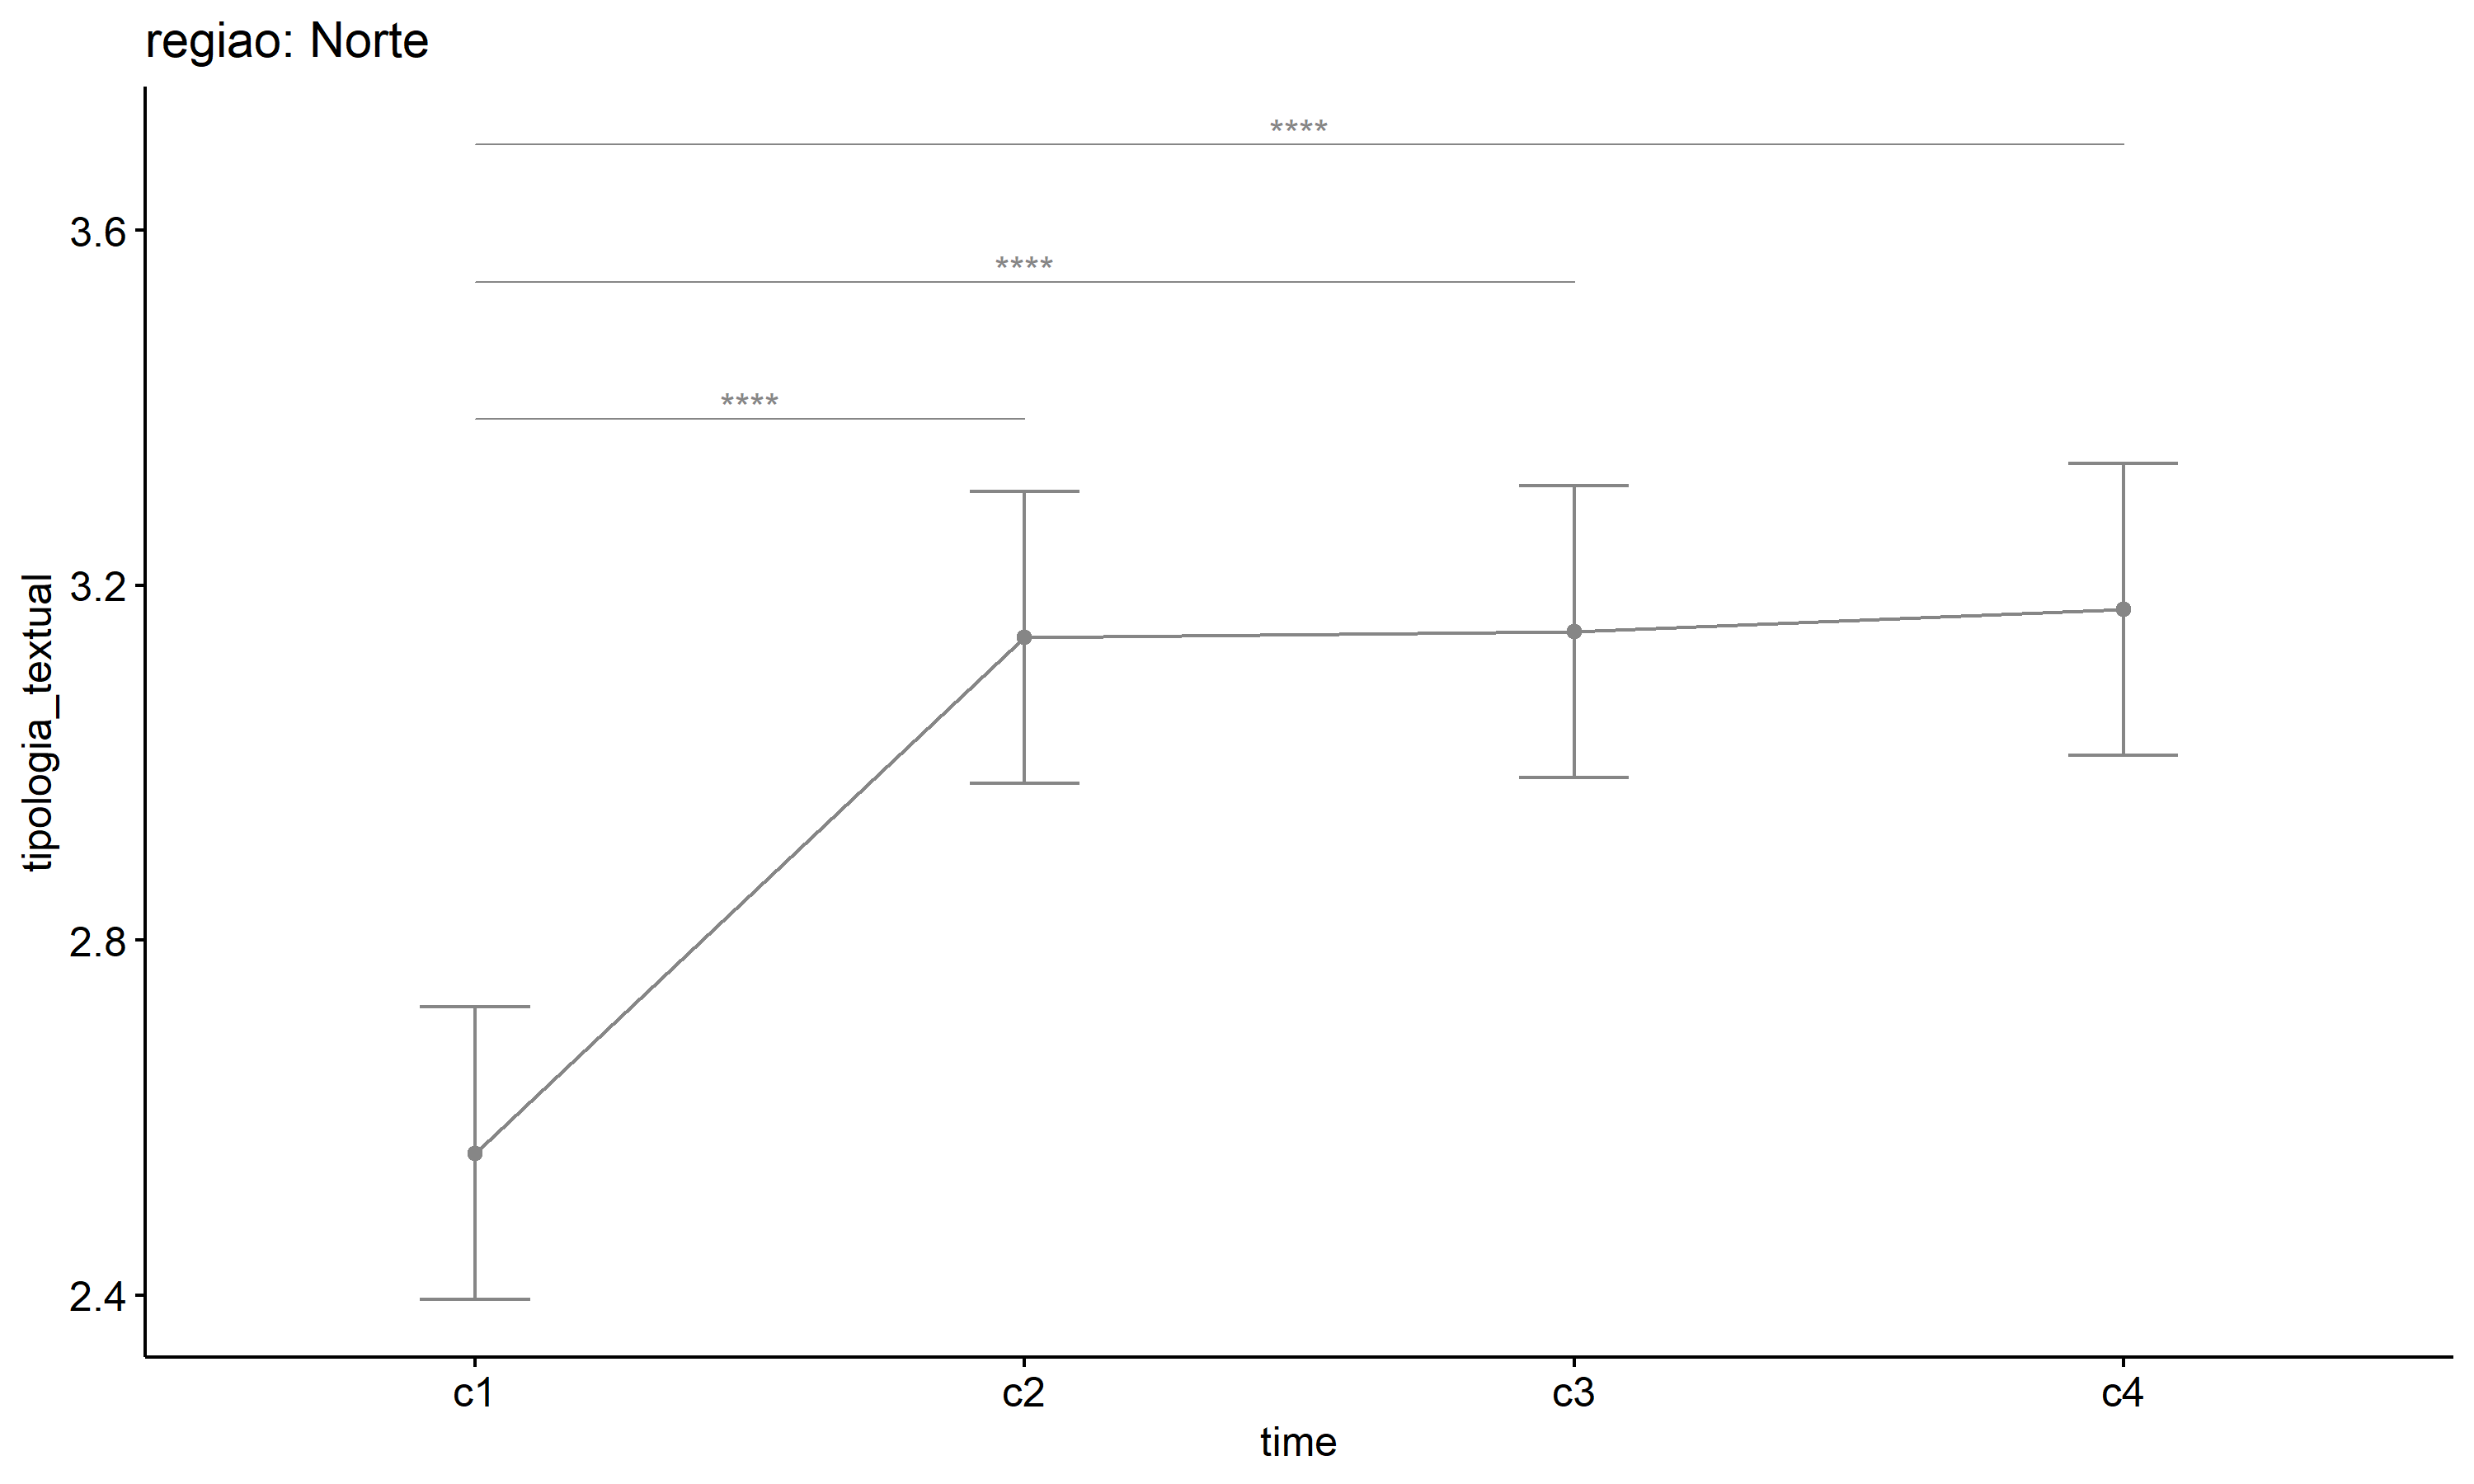 regiao: Norte
****
3.6
****
****
3.2
tipologia_textual
2.8
2.4
c1 c2 c3 c4
time